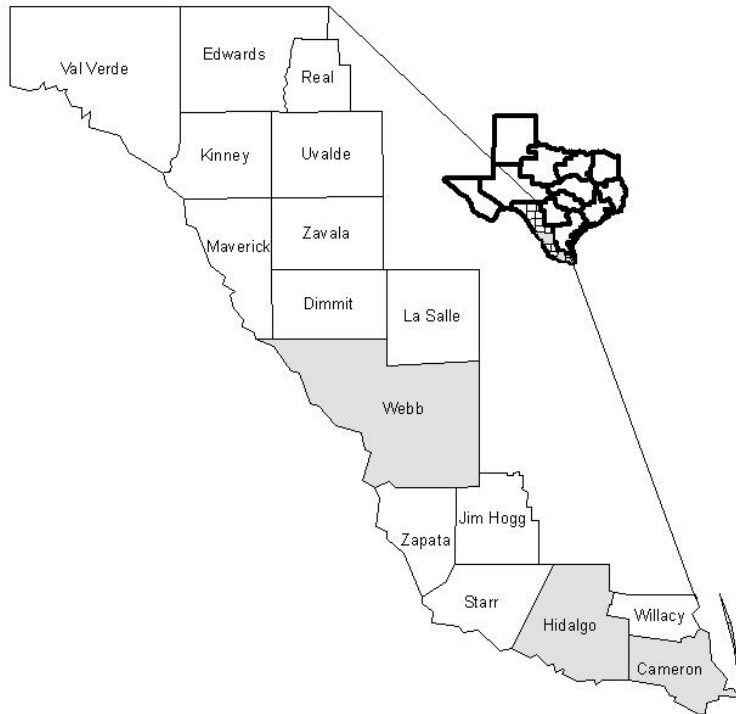 Edwards
Val Verde
Real
Kinney
Uvalde
Zavala
Maverick
Dimmit
La Salle
Webb
Jim Hogg
Zapata
Starr
Willacy
Hidalgo
Cameron